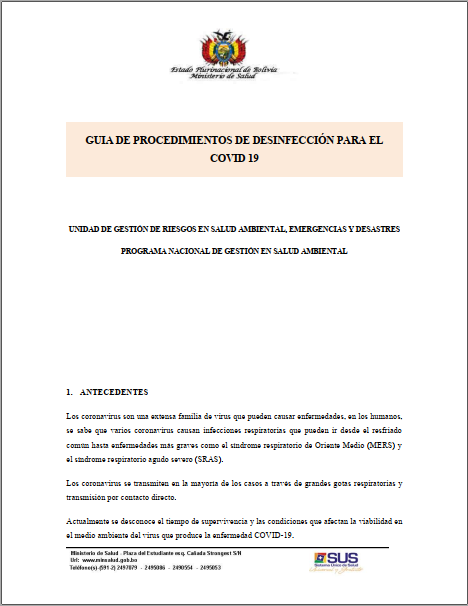 Estado Plurinacional de Bolivia
Ministerio de Salud
GUIA DE PROCEDIMIENTOS DE DESINFECCIÓN PARA EL
COVID 19
UNIDAD DE GESTIÓN DE RIESGOS EN SALUD AMBIENTAL, EMERGENCIAS Y DESASTRES
PROGRAMA NACIONAL DE GESTIÓN EN SALUD AMBIENTAL
1. ANTECEDENTES
Los coronavirus son una extensa familia de virus que pueden causar enfermedades, en los humanos,
se sabe que varios coronavirus causan infecciones respiratorias que pueden ir desde el resfriado
común hasta enfermedades más graves como el síndrome respiratorio de Oriente Medio (MERS) y
el síndrome respiratorio agudo severo (SRAS).
Los coronavirus se transmiten en la mayoría de los casos a través de grandes gotas respiratorias y
transmisión por contacto directo.
Actualmente se desconoce el tiempo de supervivencia y las condiciones que afectan la viabilidad en
el medio ambiente del virus que produce la enfermedad COVID-19.
Ministerio de Salud - Plaza del Estudiante esq. Cañada Strongest S/N
Url: www.minsalud.gob.bo
Teléfono(s)-(591-2) 2497079 - 2495086 - 2490554 - 2495053
SUS
Sistema Único de Salud